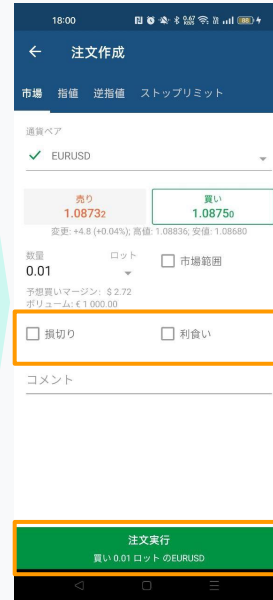 18:00 0.67 KB/S 88
注文作成
市場 指値 逆指値 ストップリミット
通貨ペア
EURUSD
売り 買い
1.08732 1.08750
変更: +4.8 (+0.04%); 高値: 1.08836; 安値: 1.08680
数量 ロット
0.01 市場範囲
予想買いマージン: $ 2.72
ボリューム: € 1 000.00
損切り 利食い
コメント
注文実行
買い 0.01 ロット のEURUSD